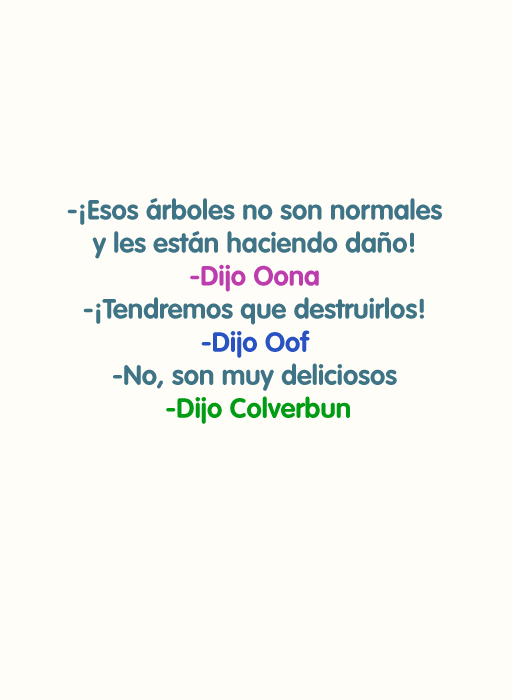 -¡Esos árboles no son normales
y les están haciendo daño!
-Dijo Oona
-¡Tendremos que destruirlos!
-Dijo Oof
-No, son muy deliciosos
-Dijo Colverbun